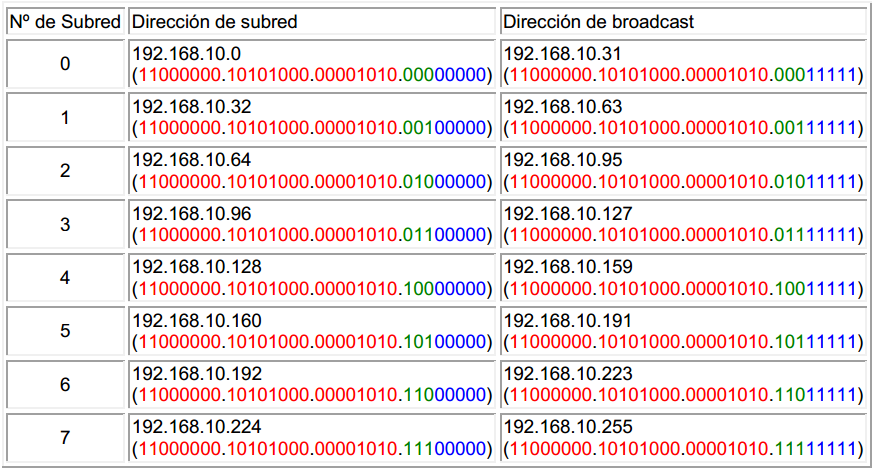 Nº de Subred Dirección de subred Dirección de broadcast
0 192.168.10.0 192.168.10.31
(11000000.10101000.00001010.00000000) (11000000.10101000.00001010.00011111)
1 192.168.10.32 192.168.10.63
(11000000.10101000.00001010.00100000) (11000000.10101000.00001010.00111111)
2 192.168.10.64 192.168.10.95
(11000000.10101000.00001010.01000000) (11000000.10101000.00001010.01011111)
3 192.168.10.96 192.168.10.127
(11000000.10101000.00001010.01100000) (11000000.10101000.00001010.01111111)
4 192.168.10.128 192.168.10.159
(11000000.10101000.00001010.10000000) (11000000.10101000.00001010.10011111)
5 192.168.10.160 192.168.10.191
(11000000.10101000.00001010.10100000) (11000000.10101000.00001010.10111111)
6 192.168.10.192 192.168.10.223
(11000000.10101000.00001010.11000000) (11000000.10101000.00001010.11011111)
7 192.168.10.224 192.168.10.255
(11000000.10101000.00001010.11100000) (11000000.10101000.00001010.11111111)